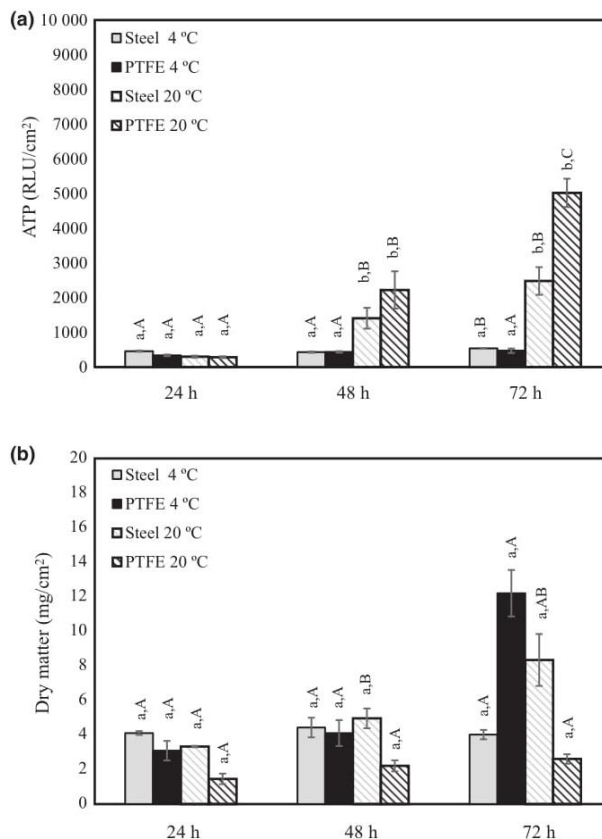 (a)
10 000
9000
8000
7000
6000
5000
4000
3000
2000
1000
0
ATP (RLU/cm²)
Steel 4 ºC
PTFE 4 ºC
Steel 20 ºC
PTFE 20 ºC
a,A a,A a,A a,A
a,A a,A b,B b,B
a,B a,A b,B b,C
24 h 48 h 72 h
(b)
20
18
16
14
12
10
8
6
4
2
0
Dry matter (mg/cm²)
Steel 4 ºC
PTFE 4 ºC
Steel 20 ºC
PTFE 20 ºC
a,A a,A a,A a,A
a,A a,A a,B a,A
a,A a,A a,AB a,A
24 h 48 h 72 h